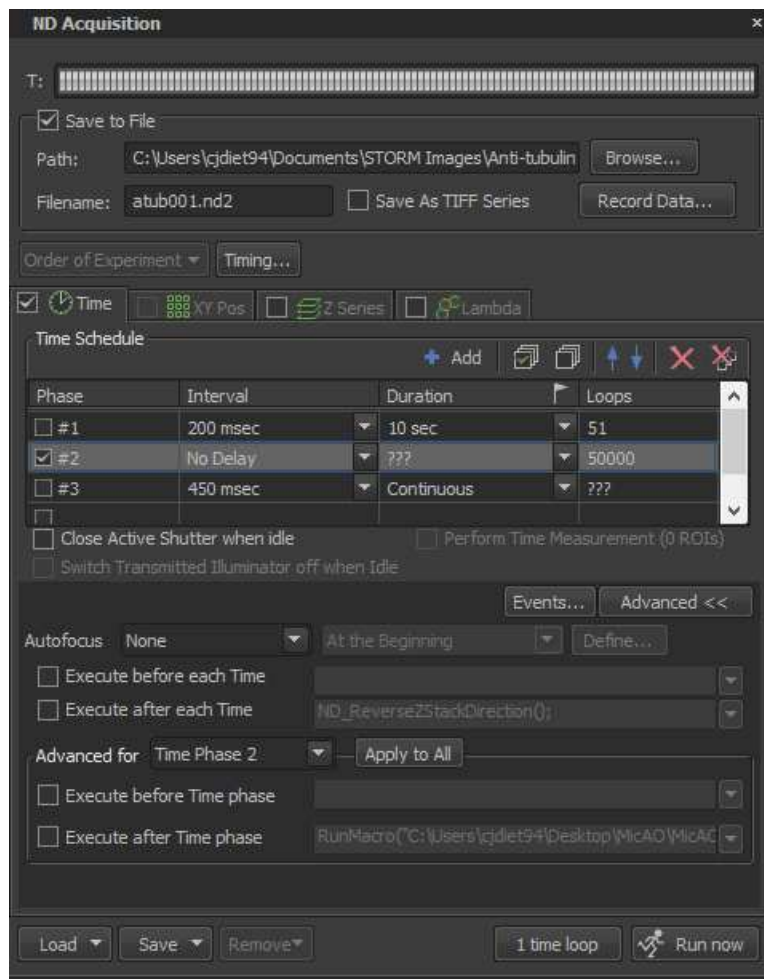 ND Acquisition ×
T:
Save to File
Path: C:\Users\cjdiet94\Documents\STORM Images\Anti-tubulin Browse...
Filename: atub001.nd2 Save As TIFF Series Record Data...
Order of Experiment Timing...
Time XY Pos Z Series Lambda
Time Schedule
Add
Phase Interval Duration Loops
#1 200 msec 10 sec 51
#2 No Delay ??? 50000
#3 450 msec Continuous ???
Close Active Shutter when idle Perform Time Measurement (0 ROIs)
Switch Transmitted Illuminator off when Idle
Events... Advanced <<
Autofocus None At the Beginning Define...
Execute before each Time
Execute after each Time ND_ReverseZStackDirection();
Advanced for Time Phase 2 Apply to All
Execute before Time phase
Execute after Time phase RunMacro("C:\Users\cjdiet94\Desktop\MicAO\MicAC
Load Save Remove 1 time loop Run now